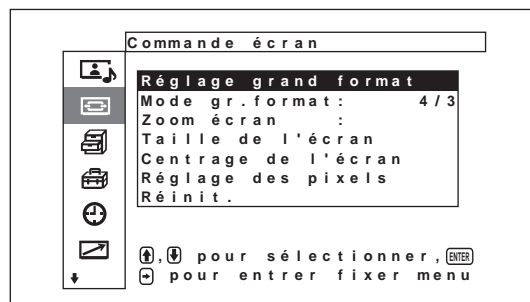 Commande écran
Réglage grand format
Mode gr.format: 4/3
Zoom écran :
Taille de l'écran
Centrage de l'écran
Réglage des pixels
Réinit.
, pour sélectionner, ENTER
pour entrer fixer menu